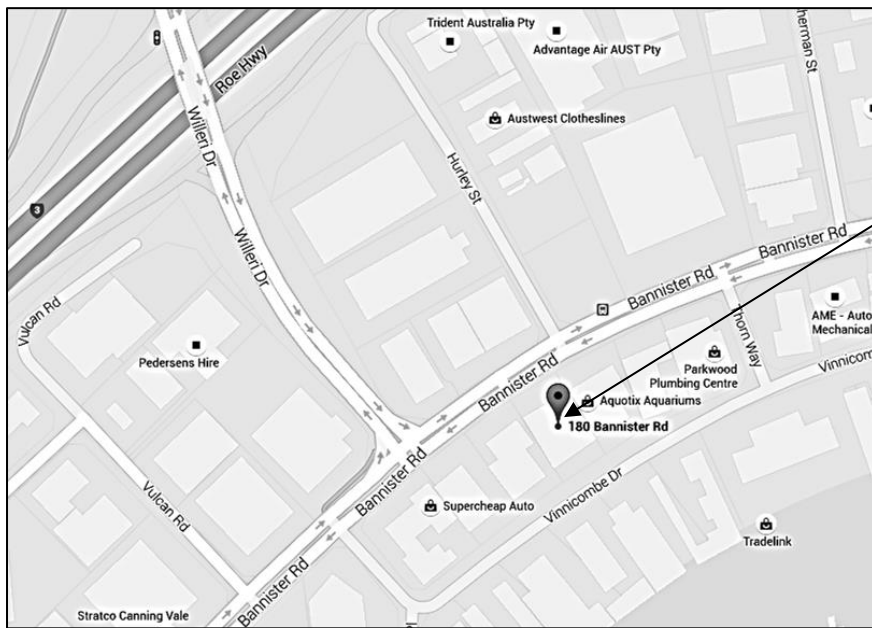 Trident Australia Pty
Advantage Air AUST Pty
Roe Hwy
Willeri Dr
Austwest Clotheslines
Hurley St
3
Willeri Dr
Bannister Rd
Bannister Rd
Vulcan Rd
Thorn Way
AME - Auto
Mechanical
Pedersens Hire
Parkwood
Plumbing Centre
Vinnicombe
Bannister Rd
Aquotix Aquariums
180 Bannister Rd
Bannister Rd
Vinnicombe Dr
Vulcan Rd
Supercheap Auto
Tradelink
Bannister Rd
Stratco Canning Vale